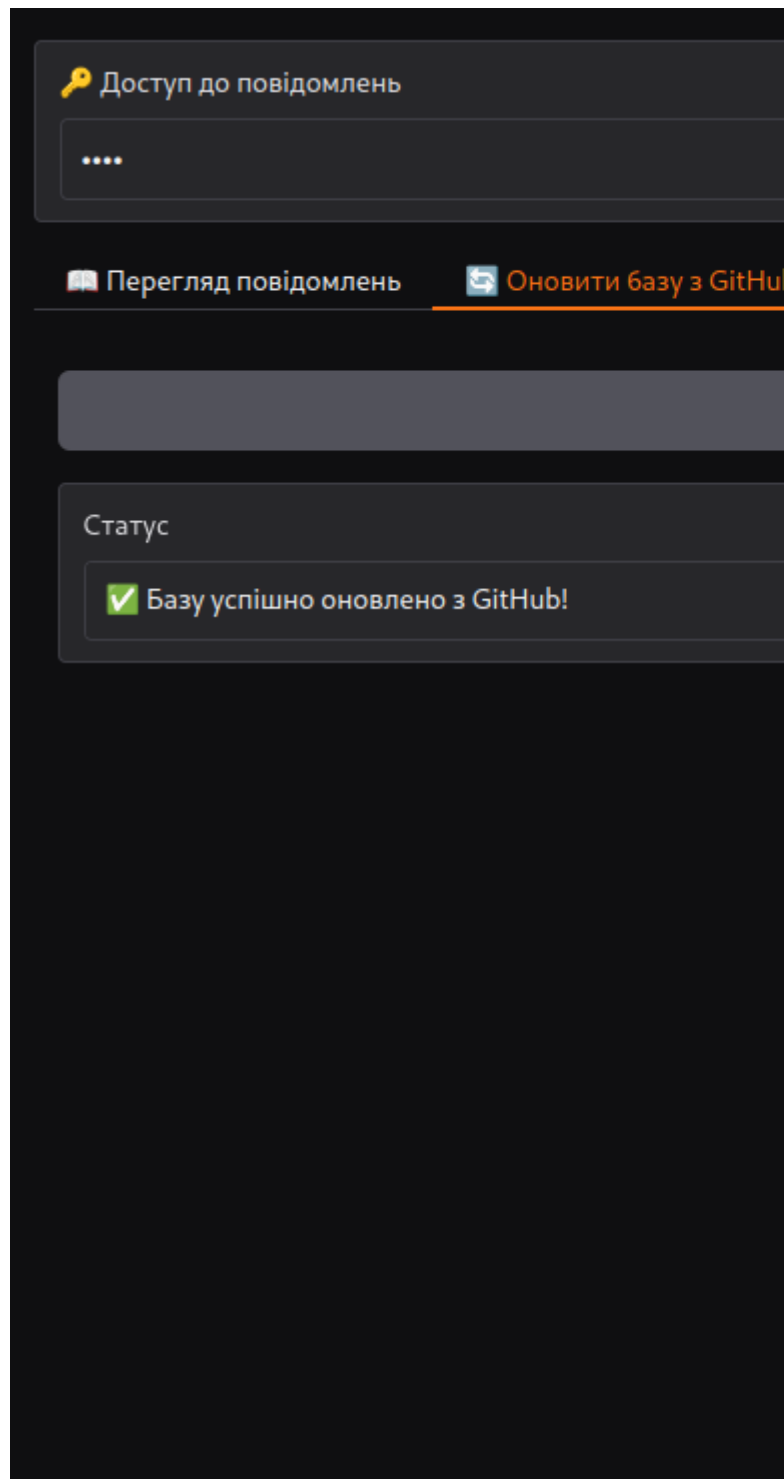 🔑 Доступ до повідомлень
••••
📖 Перегляд повідомлень 🔄 Оновити базу з GitHu
Статус
✅ Базу успішно оновлено з GitHub!